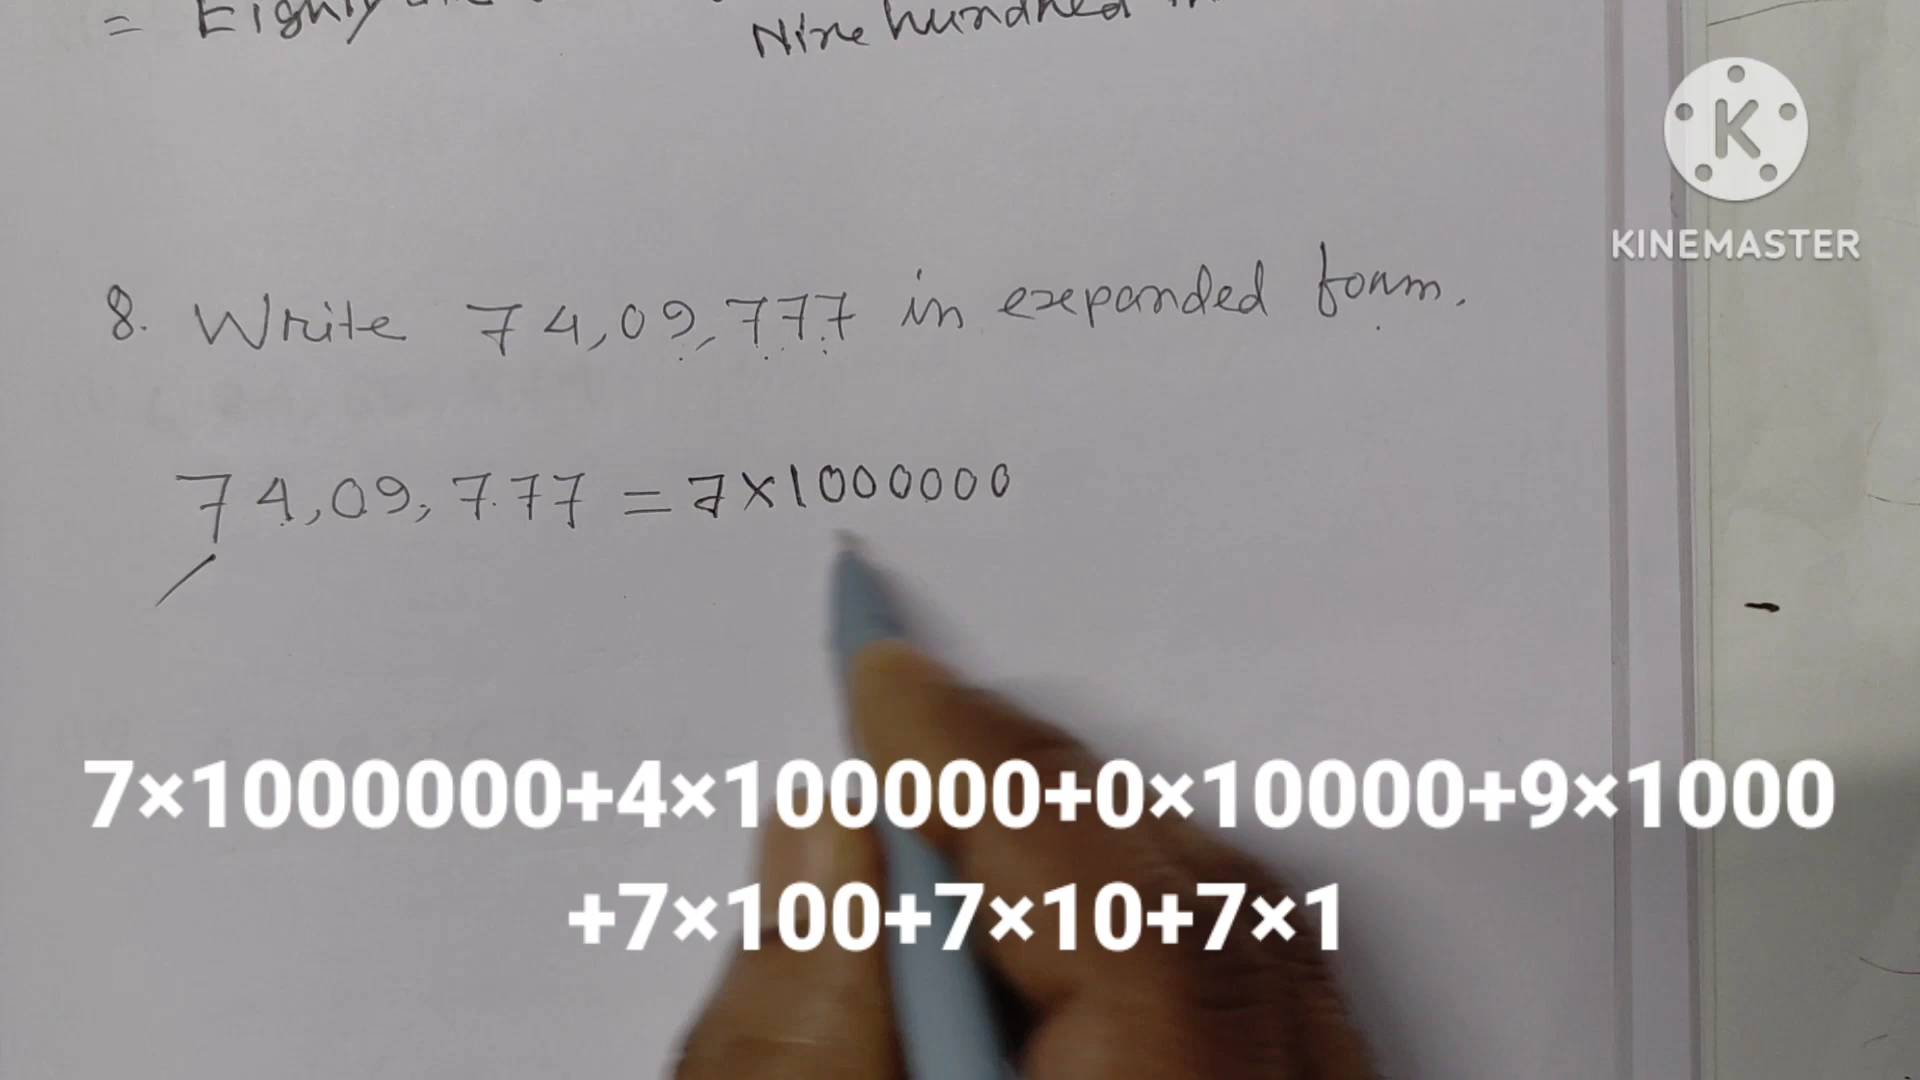 =
Nine hundred
K
KINEMASTER
8. Write 74,09,777 in expanded form.
74,09,777 = 7×1000000
7×1000000+4×100000+0×10000+9×1000
+7×100+7×10+7×1